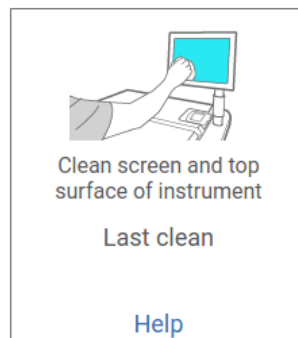 Clean screen and top
surface of instrument
Last clean
Help